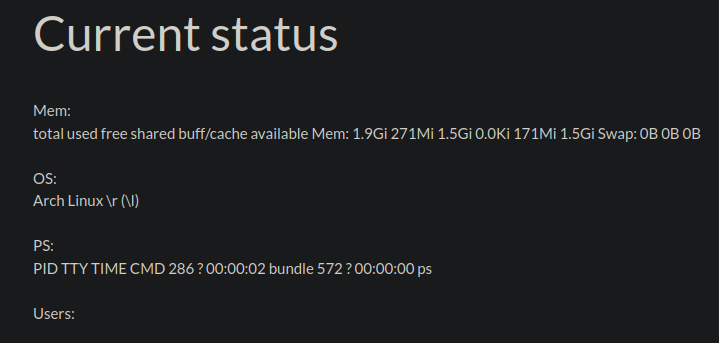 Current status
Mem:
total used free shared buff/cache available Mem: 1.9Gi 271Mi 1.5Gi 0.0Ki 171Mi 1.5Gi Swap: 0B 0B 0B
OS:
Arch Linux \r (\l)
PS:
PID TTY TIME CMD 286 ? 00:00:02 bundle 572 ? 00:00:00 ps
Users: